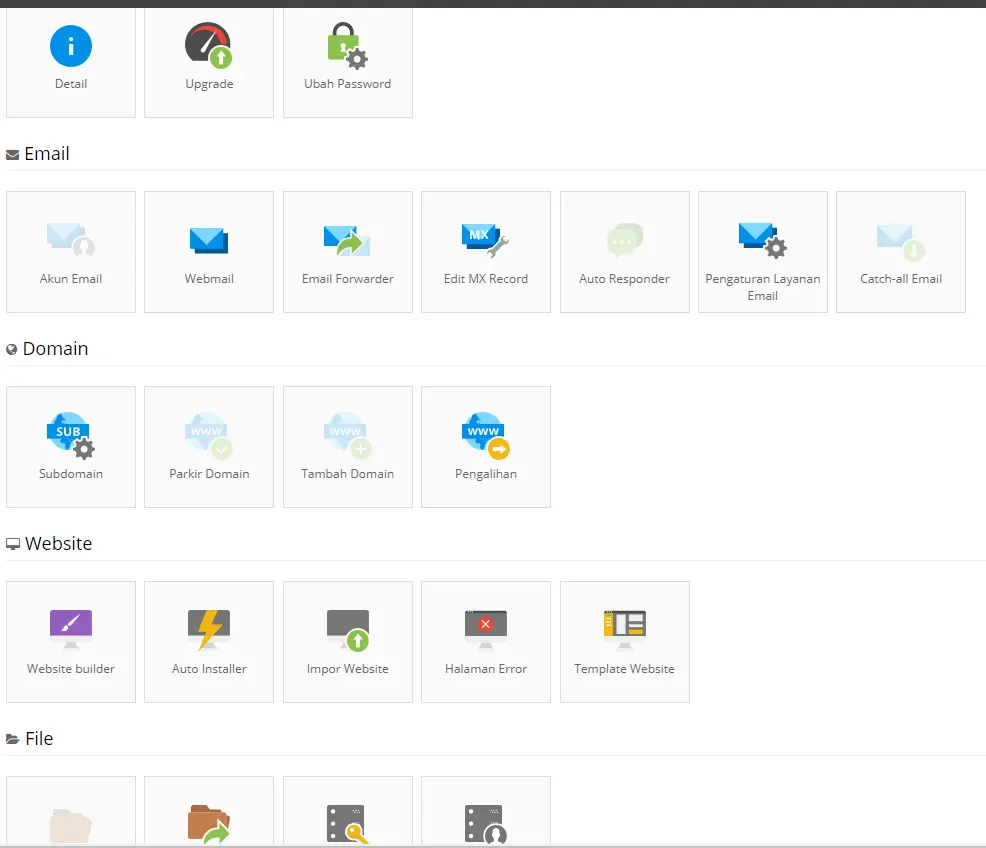 Detail
Upgrade
Ubah Password
Email
Akun Email
Webmail
Email Forwarder
MX
Edit MX Record
Auto Responder
Pengaturan Layanan
Email
Catch-all Email
Domain
SUB
Subdomain
WWW
Parkir Domain
WWW
Tambah Domain
WWW
Pengalihan
Website
Website builder
Auto Installer
Impor Website
Halaman Error
Template Website
File